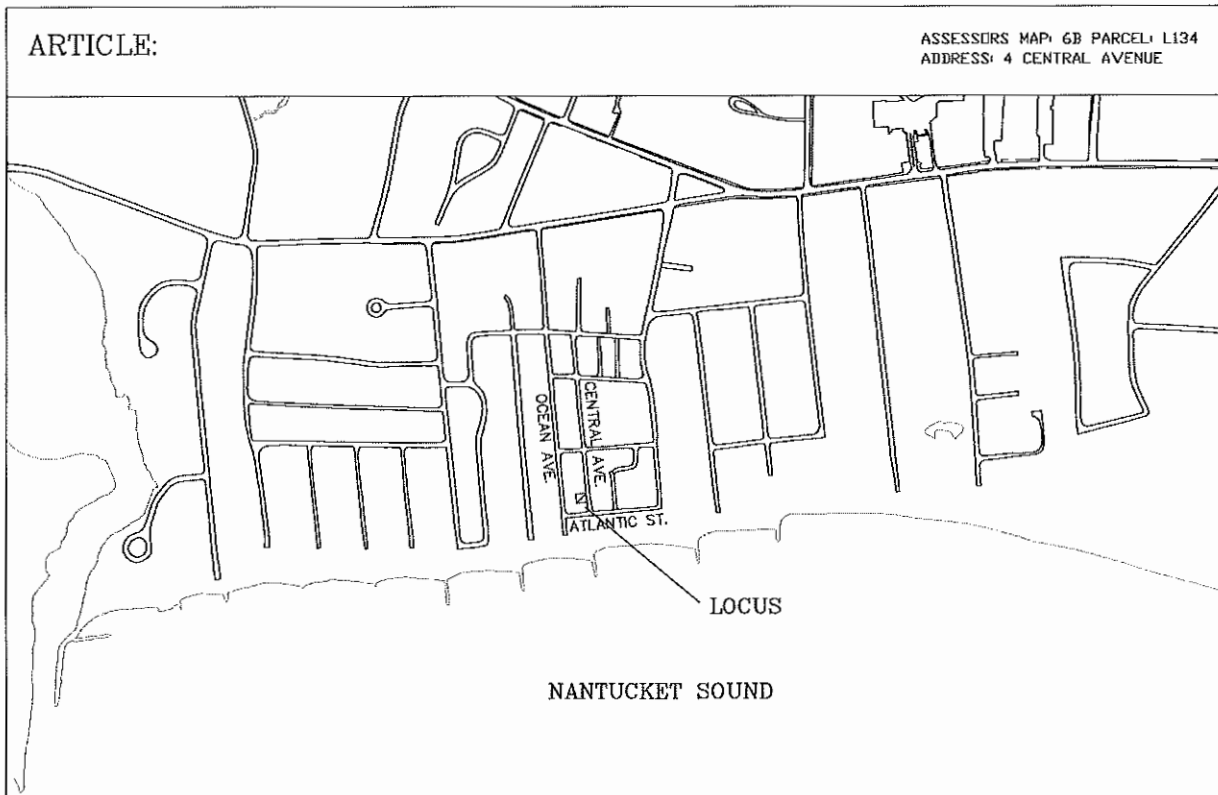 ARTICLE:
ASSESSORS MAP: 6B PARCEL: L134
ADDRESS: 4 CENTRAL AVENUE
OCEAN AVE.
CENTRAL AVE.
ATLANTIC ST.
LOCUS
NANTUCKET SOUND